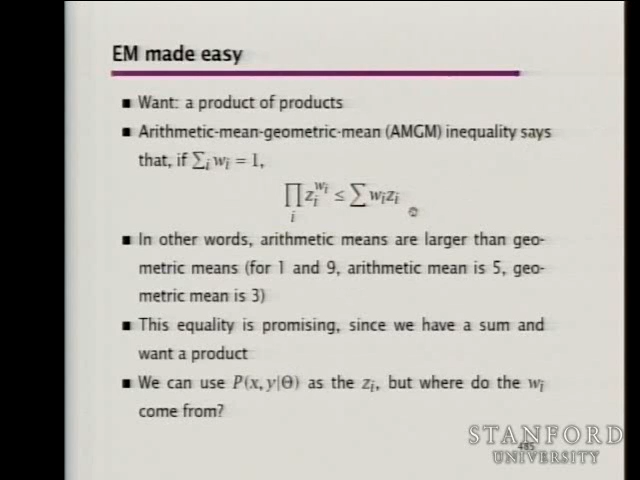 EM made easy
Want: a product of products
Arithmetic-mean-geometric-mean (AMGM) inequality says
that, if ∑ᵢ wᵢ = 1,
∏ᵢ zᵢ^wᵢ ≤ ∑ wᵢzᵢ
In other words, arithmetic means are larger than geo-
metric means (for 1 and 9, arithmetic mean is 5, geo-
metric mean is 3)
This equality is promising, since we have a sum and
want a product
We can use P(x, y|Θ) as the zᵢ, but where do the wᵢ
come from?
485
STANFORD
UNIVERSITY